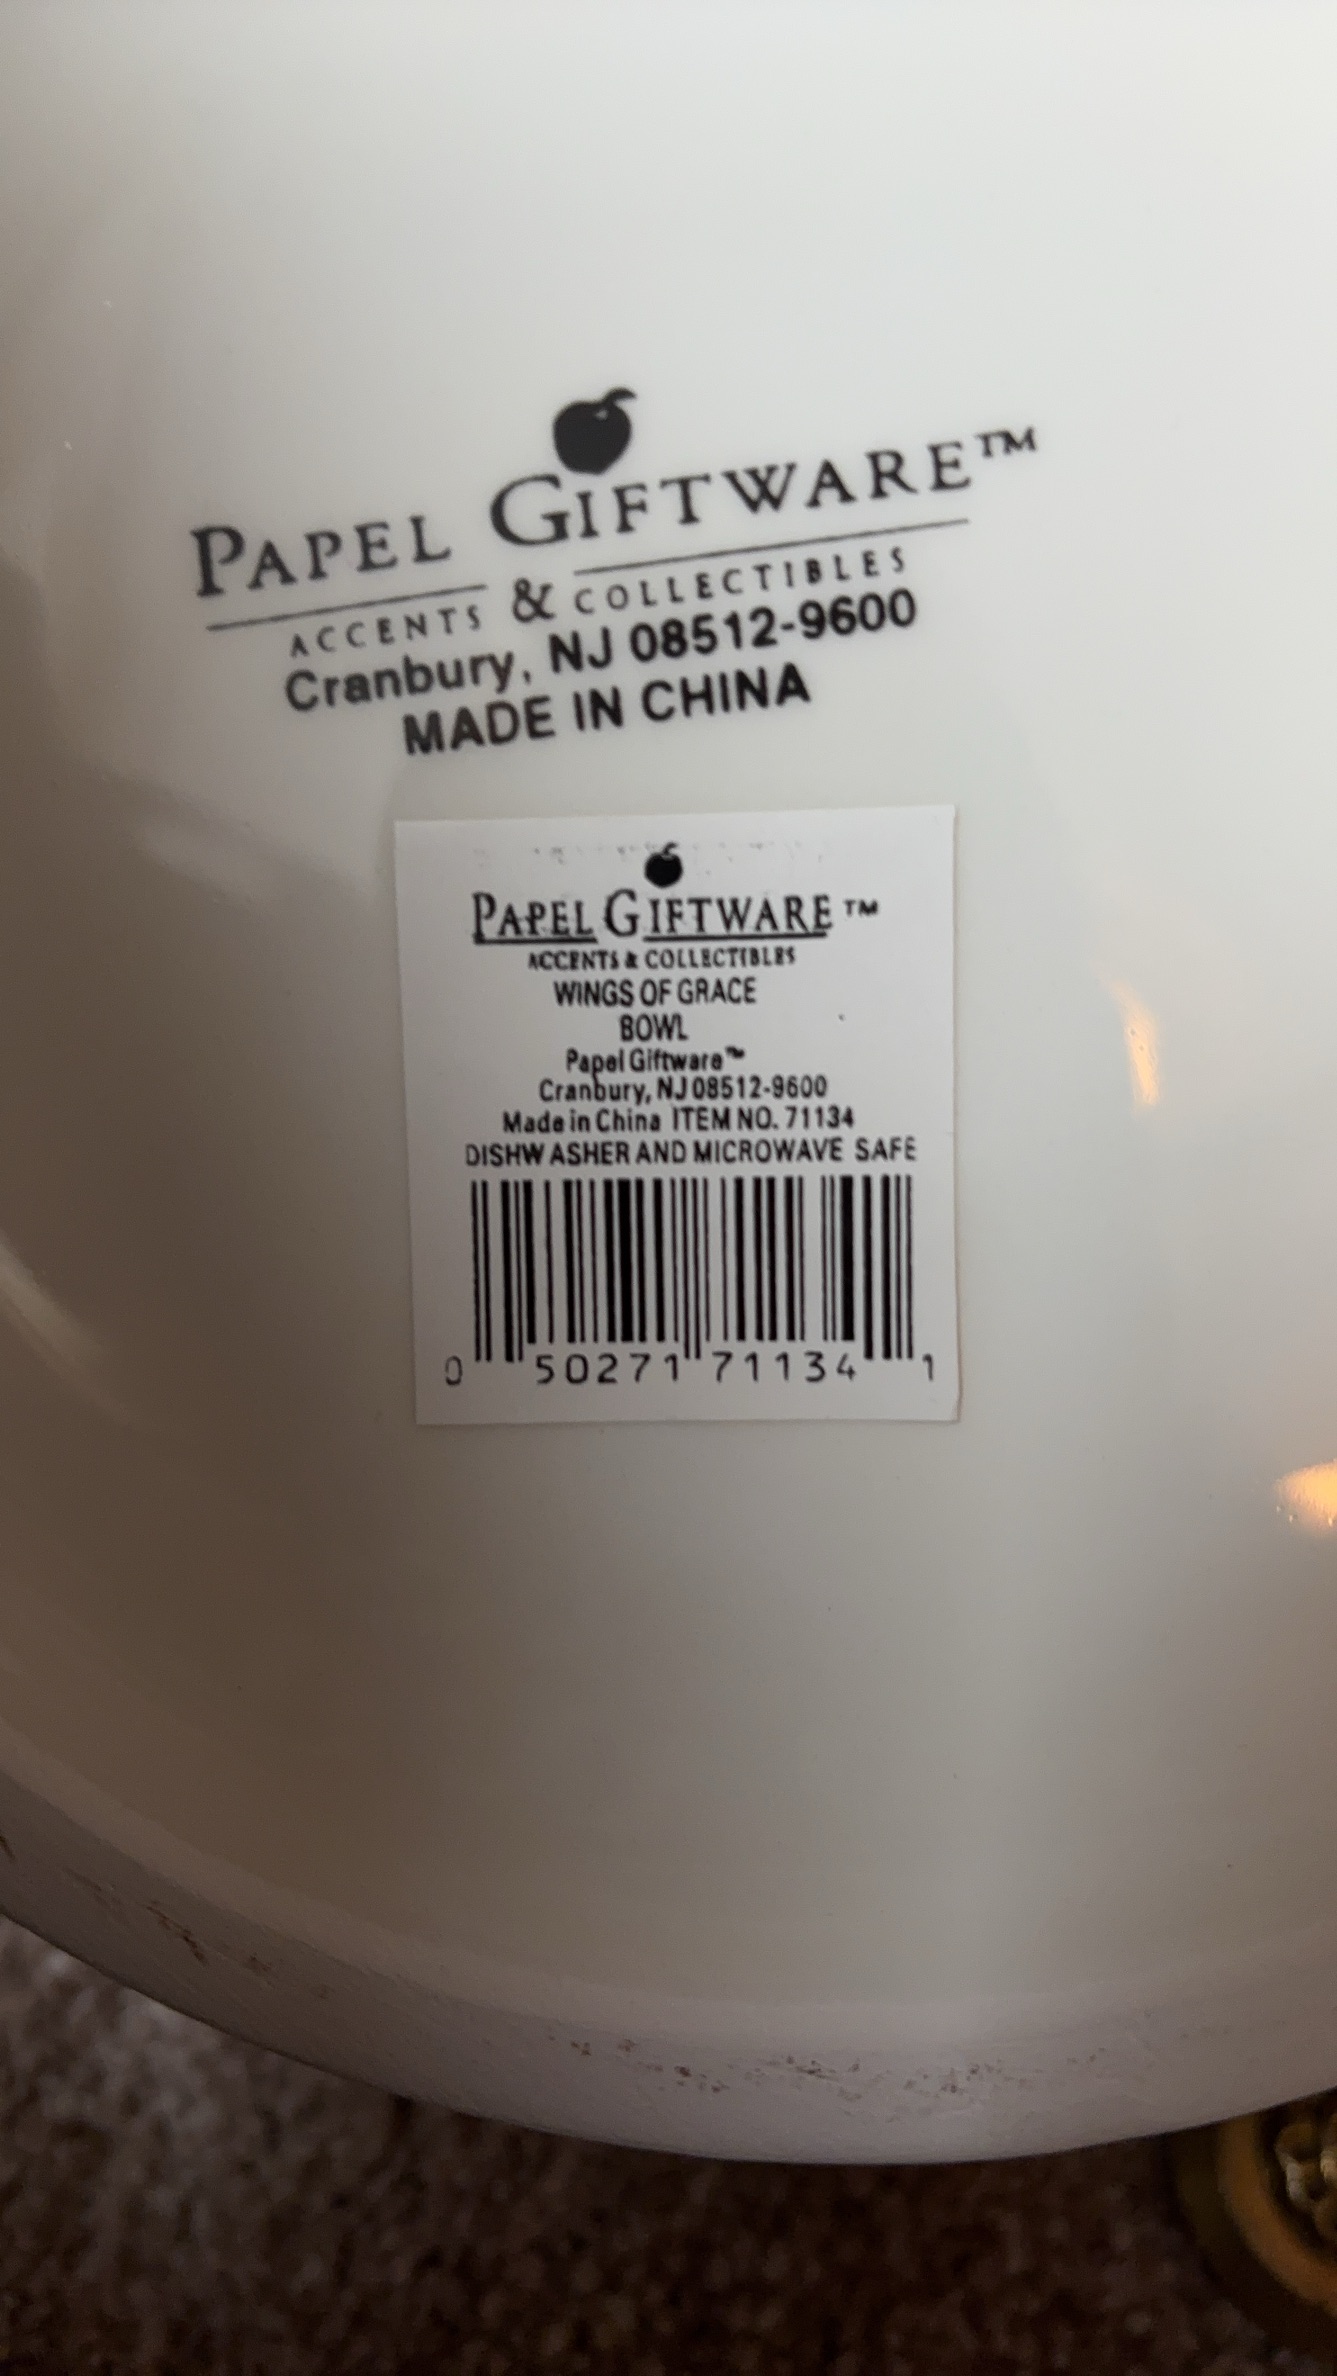 PAPEL GIFTWARE™
ACCENTS & COLLECTIBLES
Cranbury, NJ 08512-9600
MADE IN CHINA
PAPEL GIFTWARE™
ACCENTS & COLLECTIBLES
WINGS OF GRACE
BOWL
Papel Giftware™
Cranbury, NJ 08512-9600
Made in China ITEM NO. 71134
DISHWASHER AND MICROWAVE SAFE
0 50271 71134 1